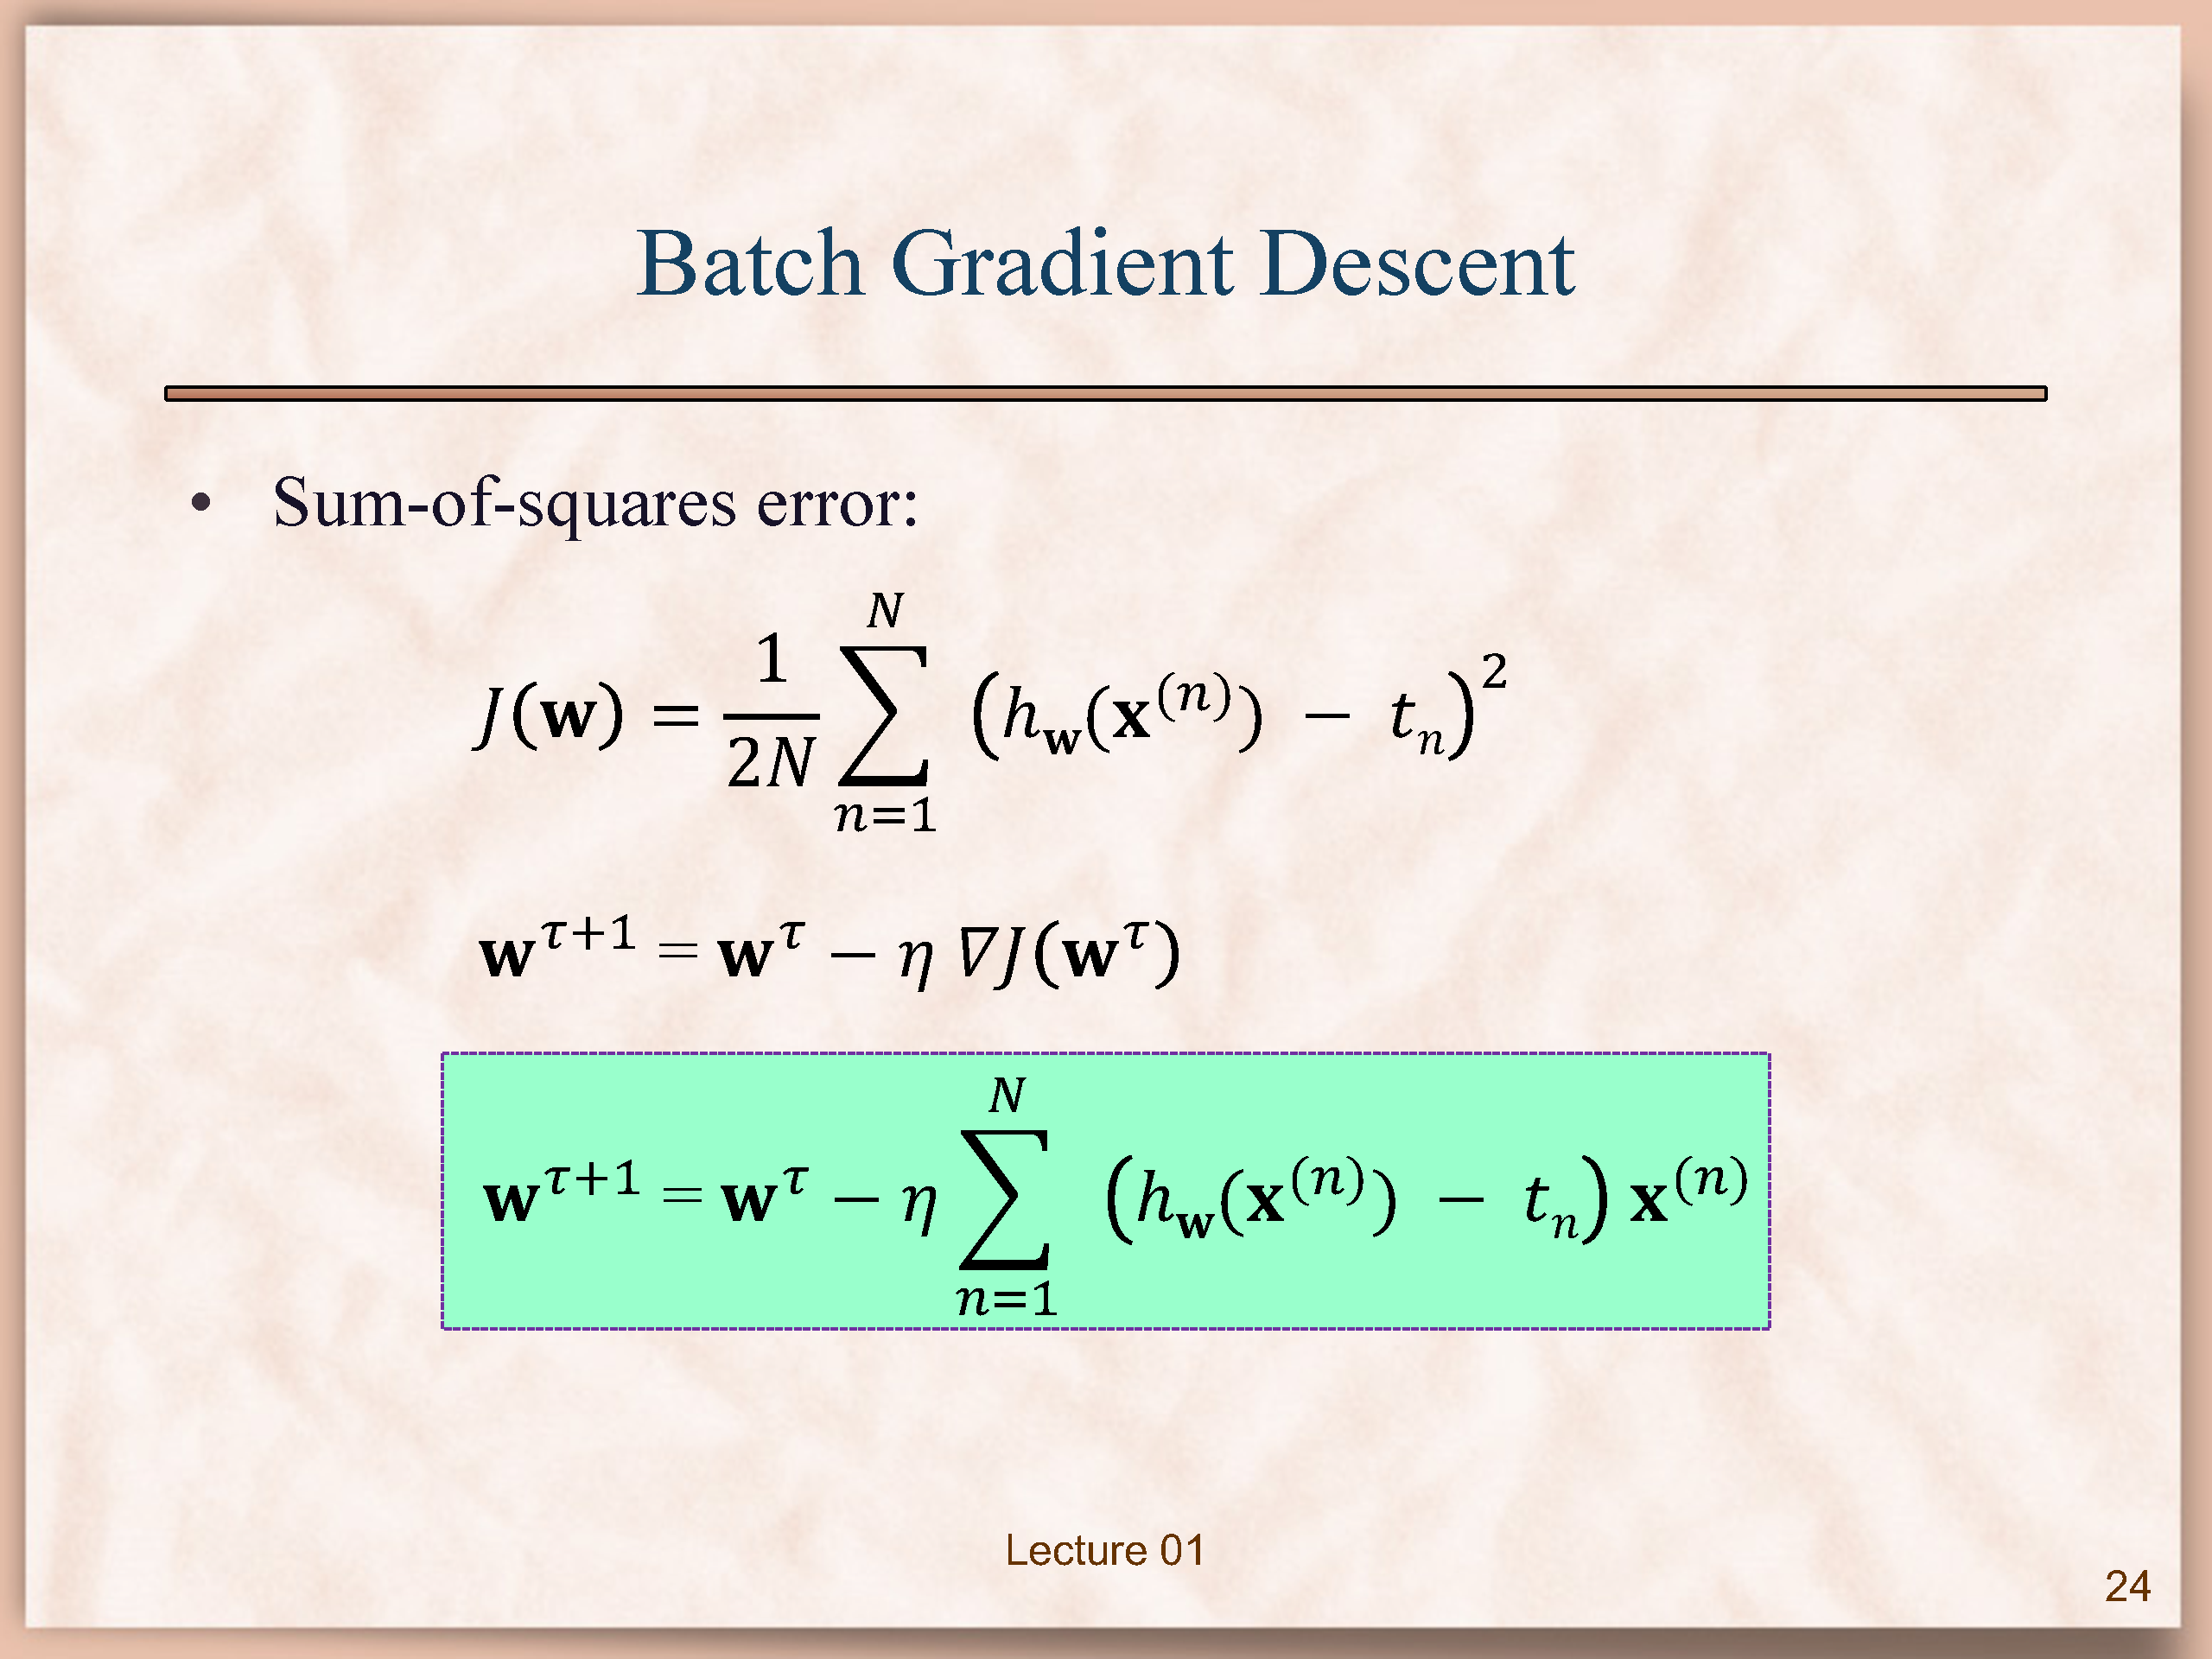 Batch Gradient Descent
• Sum-of-squares error:
$J(\mathbf{w}) = \frac{1}{2N} \sum_{n=1}^{N} \left( h_{\mathbf{w}}(\mathbf{x}^{(n)}) - t_n \right)^2$
$\mathbf{w}^{\tau+1} = \mathbf{w}^{\tau} - \eta \, \nabla J(\mathbf{w}^{\tau})$
$\mathbf{w}^{\tau+1} = \mathbf{w}^{\tau} - \eta \sum_{n=1}^{N} \left( h_{\mathbf{w}}(\mathbf{x}^{(n)}) - t_n \right) \mathbf{x}^{(n)}$
Lecture 01
24